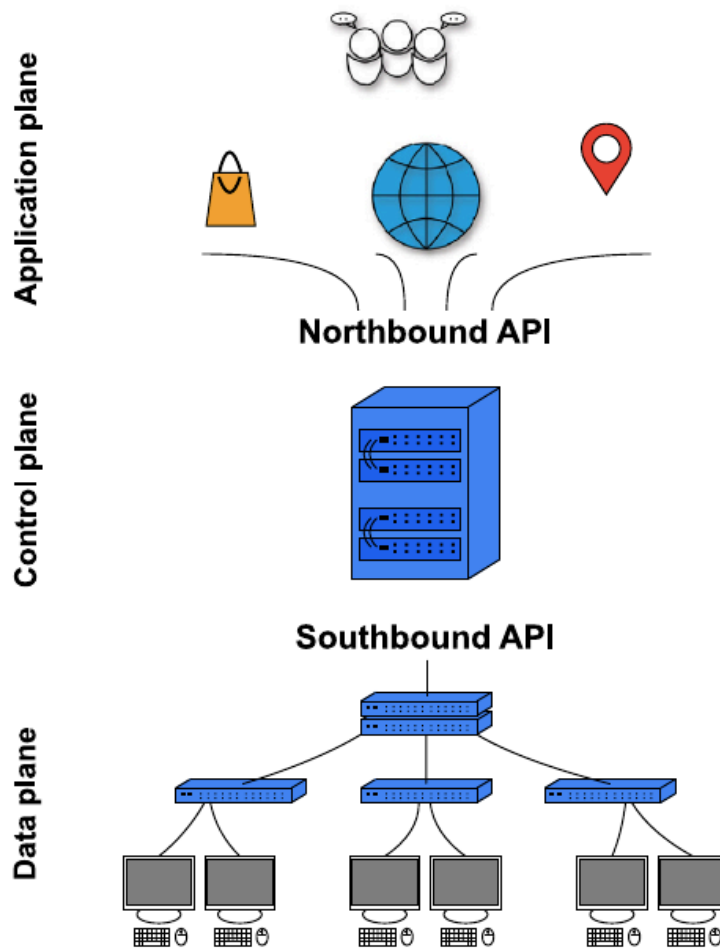 Application plane
Northbound API
Control plane
Southbound API
Data plane